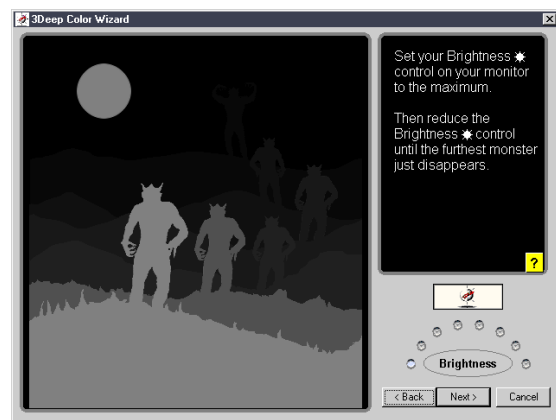 3Deep Color Wizard
Set your Brightness
control on your monitor
to the maximum.
Then reduce the
Brightness control
until the furthest monster
just disappears.
?
Brightness
< Back
Next >
Cancel